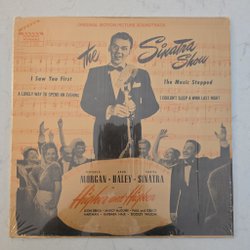 ORIGINAL MOTION PICTURE SOUNDTRACK
The Sinatra Show
I Saw You First
The Music Stopped
A LOVELY WAY TO SPEND AN EVENING
I COULDN'T SLEEP A WINK LAST NIGHT
MORGAN · HALEY · SINATRA
in
Higher and Higher